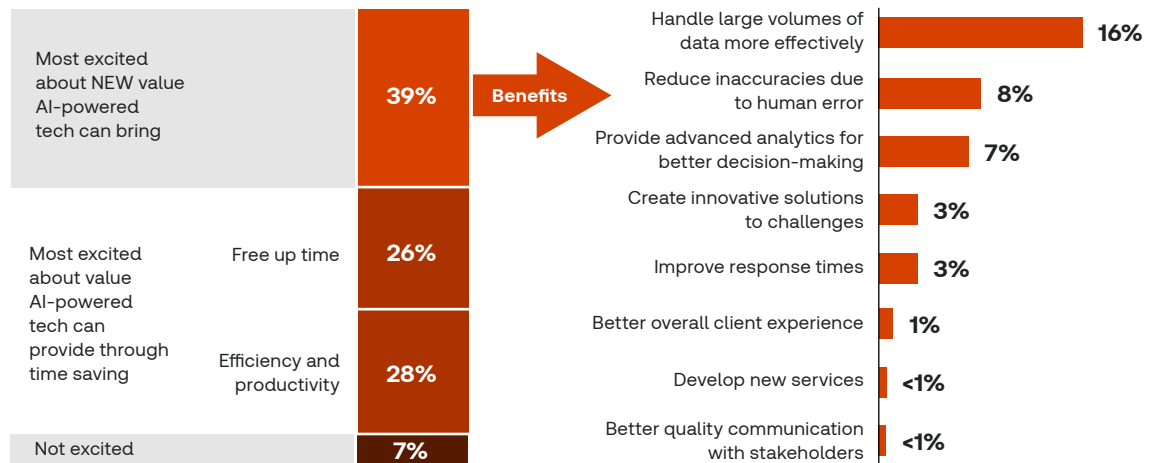 Most excited
about NEW value
AI-powered
tech can bring
39%
Most excited
about value
AI-powered
tech can
provide through
time saving
Free up time
26%
Efficiency and
productivity
28%
Not excited
7%
Benefits
Handle large volumes of
data more effectively
16%
Reduce inaccuracies due
to human error
8%
Provide advanced analytics for
better decision-making
7%
Create innovative solutions
to challenges
3%
Improve response times
3%
Better overall client experience
1%
Develop new services
<1%
Better quality communication
with stakeholders
<1%